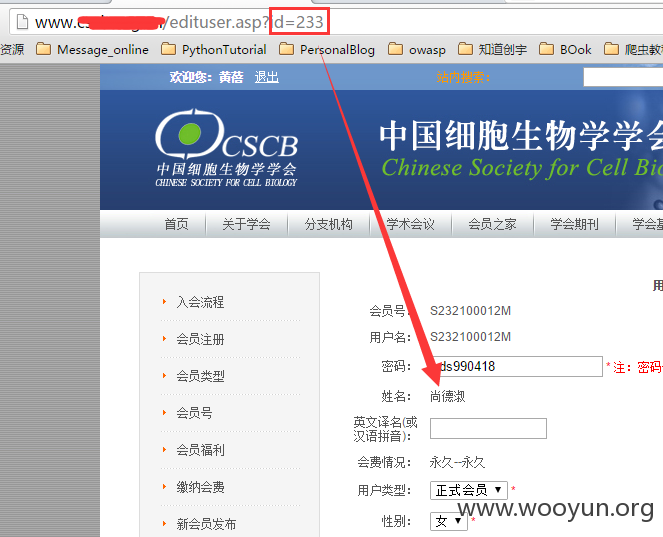 www.cs /edituser.asp?id=233
资源 Message_online PythonTutorial PersonalBlog owasp 知道创宇 BOok 爬虫教
欢迎您：黄蓓 退出 站内搜索：
CSCB
中国细胞生物学学会
CHINESE SOCIETY FOR CELL BIOLOGY
中国细胞生物学学会
Chinese Society for Cell Bio
首页 关于学会 分支机构 学术会议 会员之家 学会期刊 学会基
用
入会流程
会员注册
会员类型
会员号
会员福利
缴纳会费
新会员发布
会员号： S232100012M
用户名： S232100012M
密码： ds990418 *注：密码
姓名： 尚德淑
英文译名(或
汉语拼音)：
会费情况： 永久--永久
用户类型： 正式会员 *
性别： 女 *
www.wooyun.org